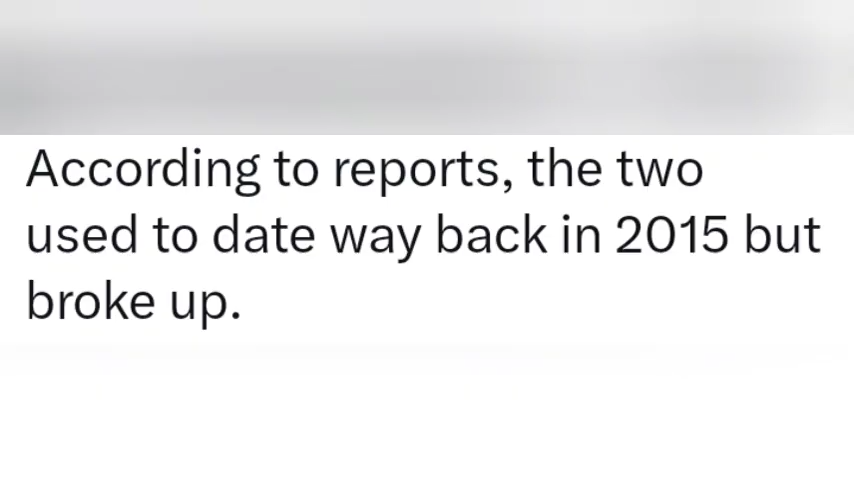 According to reports, the two
used to date way back in 2015 but
broke up.